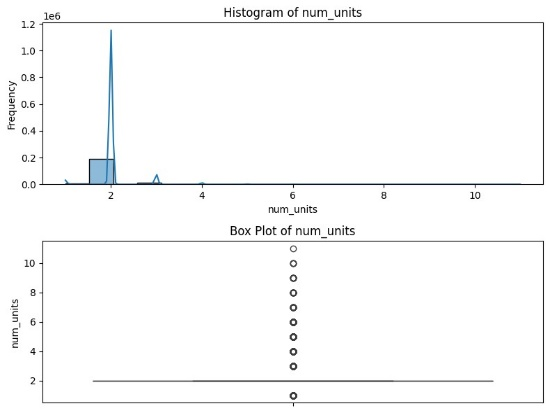 Histogram of num_units
1e6
1.2
1.0
0.8
0.6
0.4
0.2
0.0
Frequency
2 4 6 8 10
num_units
Box Plot of num_units
10
8
6
4
2
num_units